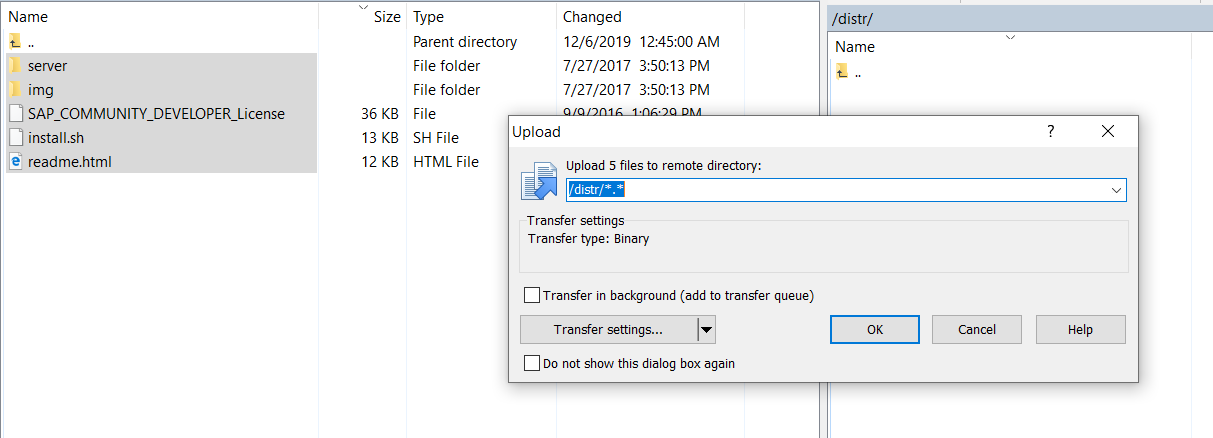 Name Size Type Changed
.. Parent directory 12/6/2019 12:45:00 AM
server File folder 7/27/2017 3:50:13 PM
img File folder 7/27/2017 3:50:13 PM
SAP_COMMUNITY_DEVELOPER_License 36 KB File 9/9/2016 1:06:29 PM
install.sh 13 KB SH File
readme.html 12 KB HTML File
/distr/
Name
..
Upload ?
Upload 5 files to remote directory:
/distr/*.*
Transfer settings
Transfer type: Binary
Transfer in background (add to transfer queue)
Transfer settings... OK Cancel Help
Do not show this dialog box again